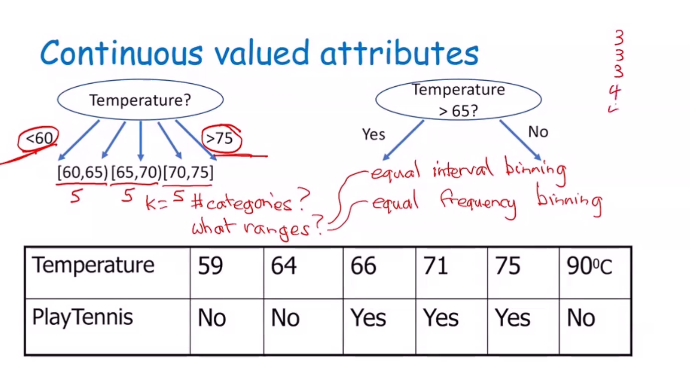 Continuous valued attributes
3
3
3
4
Temperature?
Temperature
> 65?
<60
>75
Yes
No
[60,65) [65,70) [70,75]
5 5 5
k= #categories?
what ranges?
equal interval binning
equal frequency binning
Temperature 59 64 66 71 75 90⁰C
PlayTennis No No Yes Yes Yes No